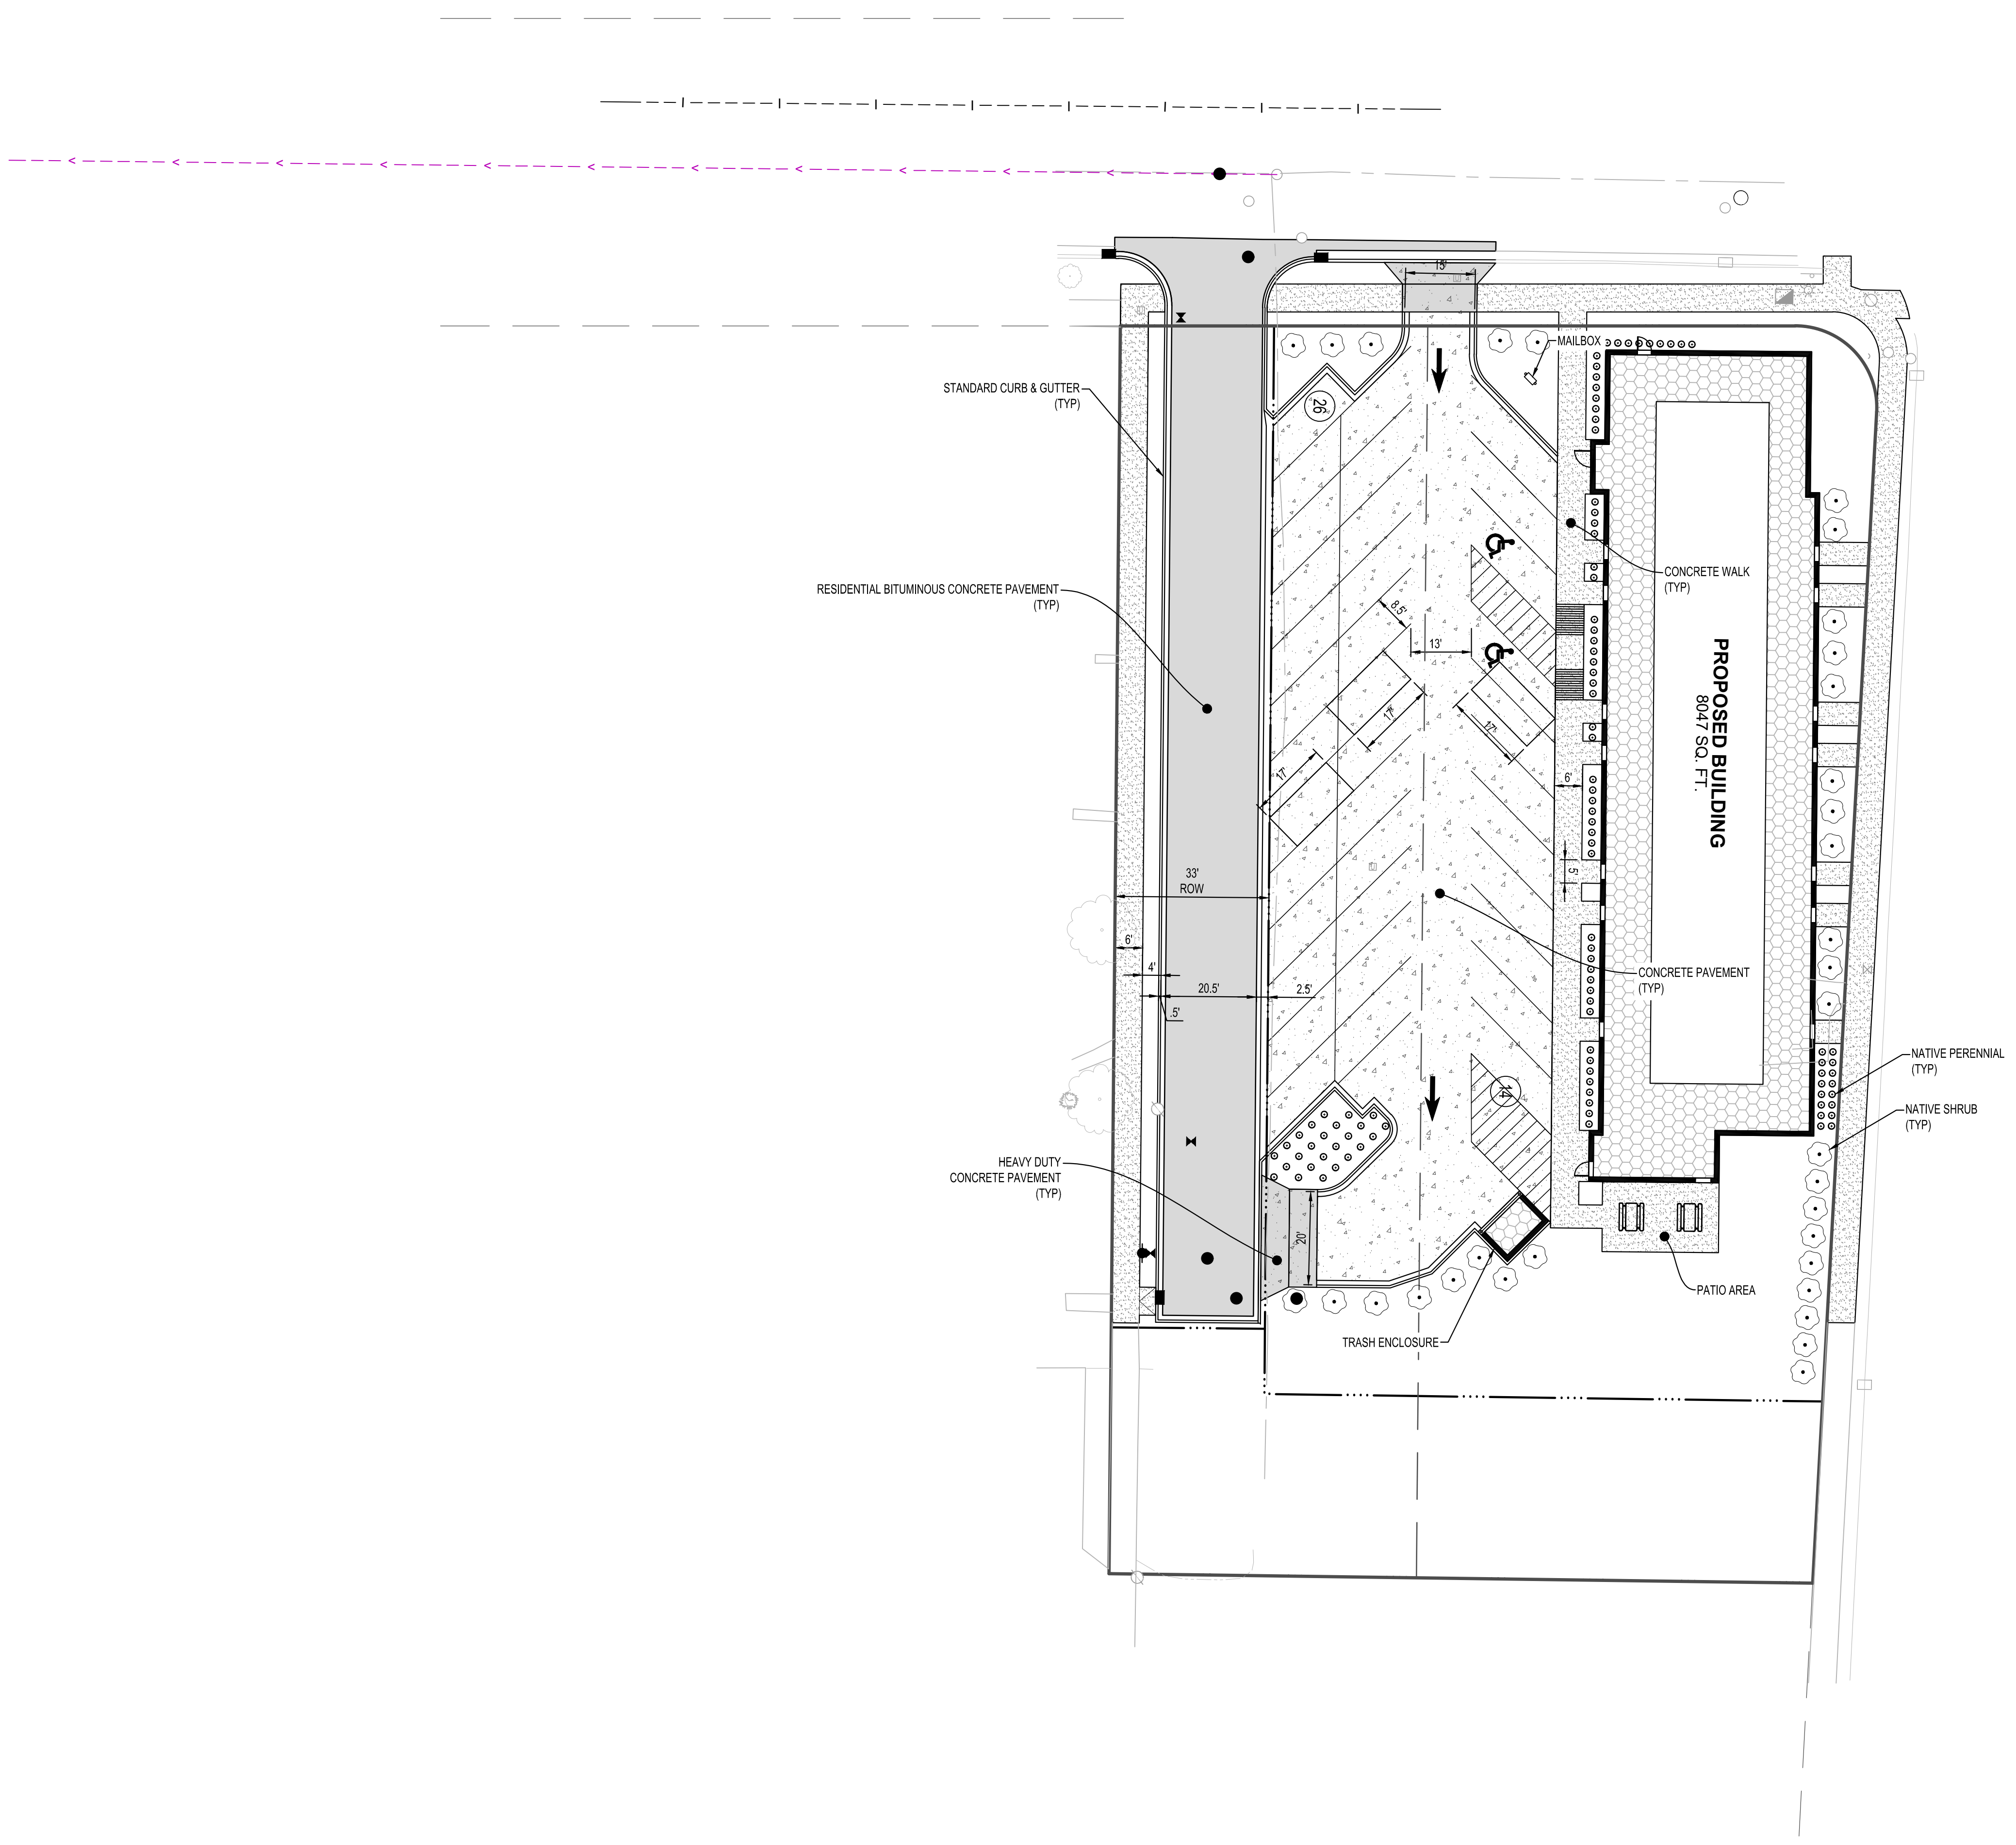 15'
MAILBOX
STANDARD CURB & GUTTER
(TYP)
26
CONCRETE WALK
(TYP)
RESIDENTIAL BITUMINOUS CONCRETE PAVEMENT
(TYP)
8.5'
13'
PROPOSED BUILDING
8047 SQ. FT.
17'
17'
17'
6'
5'
33'
ROW
6'
4'
20.5'
2.5'
.5'
CONCRETE PAVEMENT
(TYP)
NATIVE PERENNIAL
(TYP)
14
NATIVE SHRUB
(TYP)
HEAVY DUTY
CONCRETE PAVEMENT
(TYP)
20'
PATIO AREA
TRASH ENCLOSURE